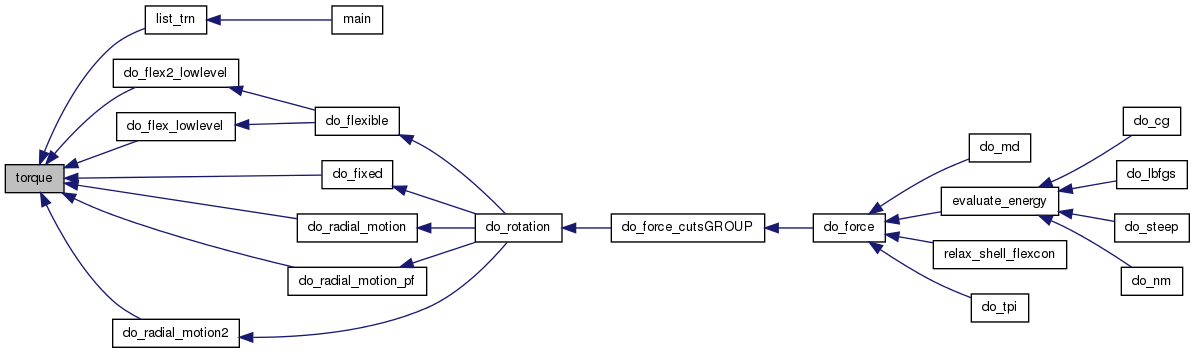 list_trn
main
do_flex2_lowlevel
do_flex_lowlevel
do_flexible
do_cg
do_md
do_lbfgs
torque
do_fixed
evaluate_energy
do_radial_motion
do_rotation
do_force_cutsGROUP
do_force
do_steep
relax_shell_flexcon
do_radial_motion_pf
do_nm
do_tpi
do_radial_motion2